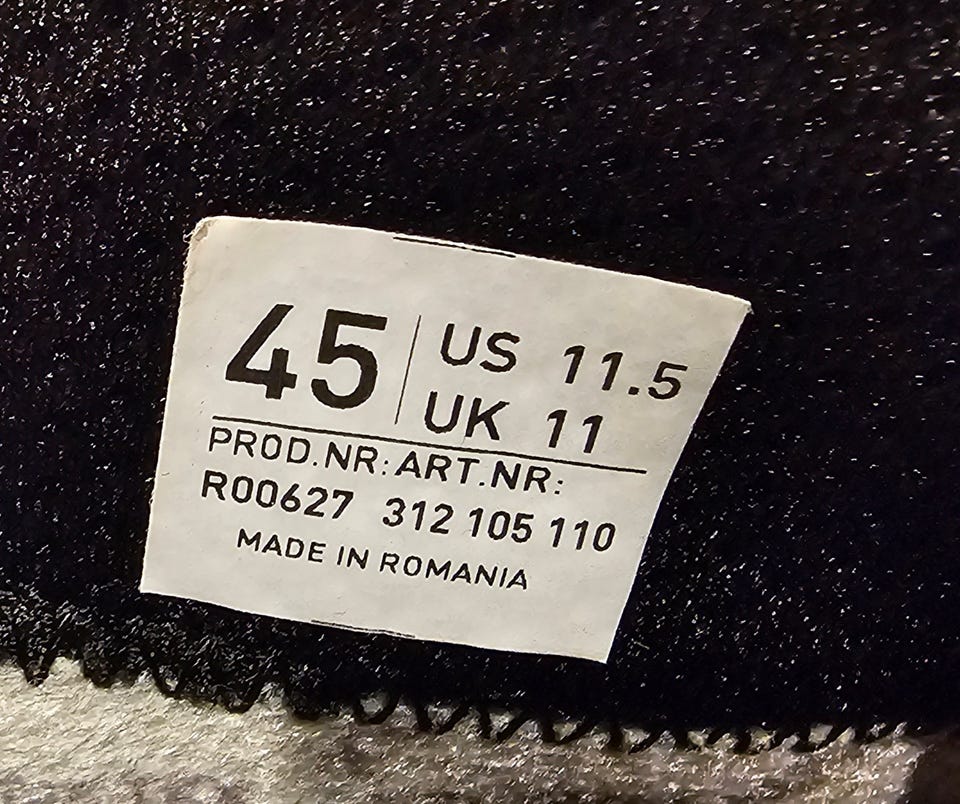 45 US 11.5
UK 11
PROD.NR: ART.NR:
R00627 312 105 110
MADE IN ROMANIA